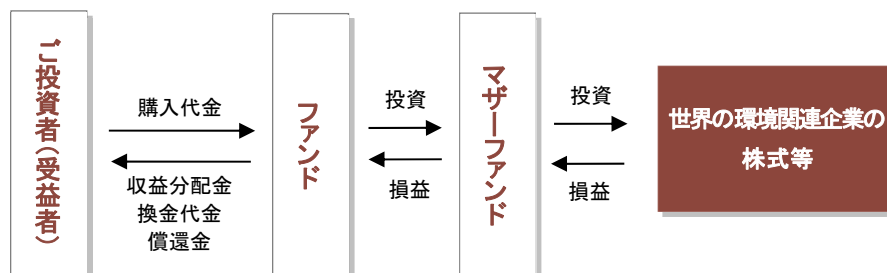 ご投資者(受益者)
購入代金
収益分配金
換金代金
償還金
ファンド
投資
損益
マザーファンド
投資
損益
世界の環境関連企業の
株式等